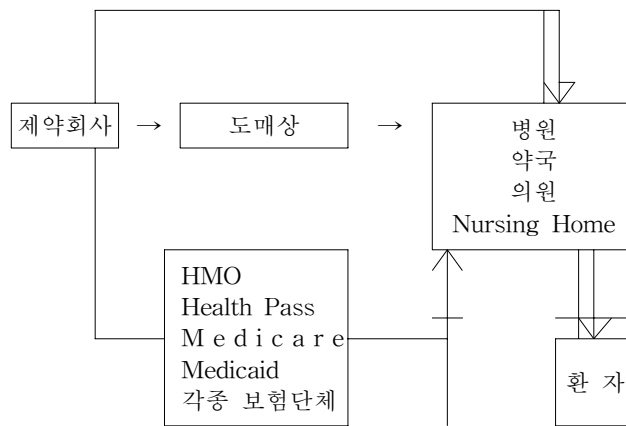 제약회사 → 도매상 →
병원
약국
의원
Nursing Home
HMO
Health Pass
Medicare
Medicaid
각종 보험단체
환 자